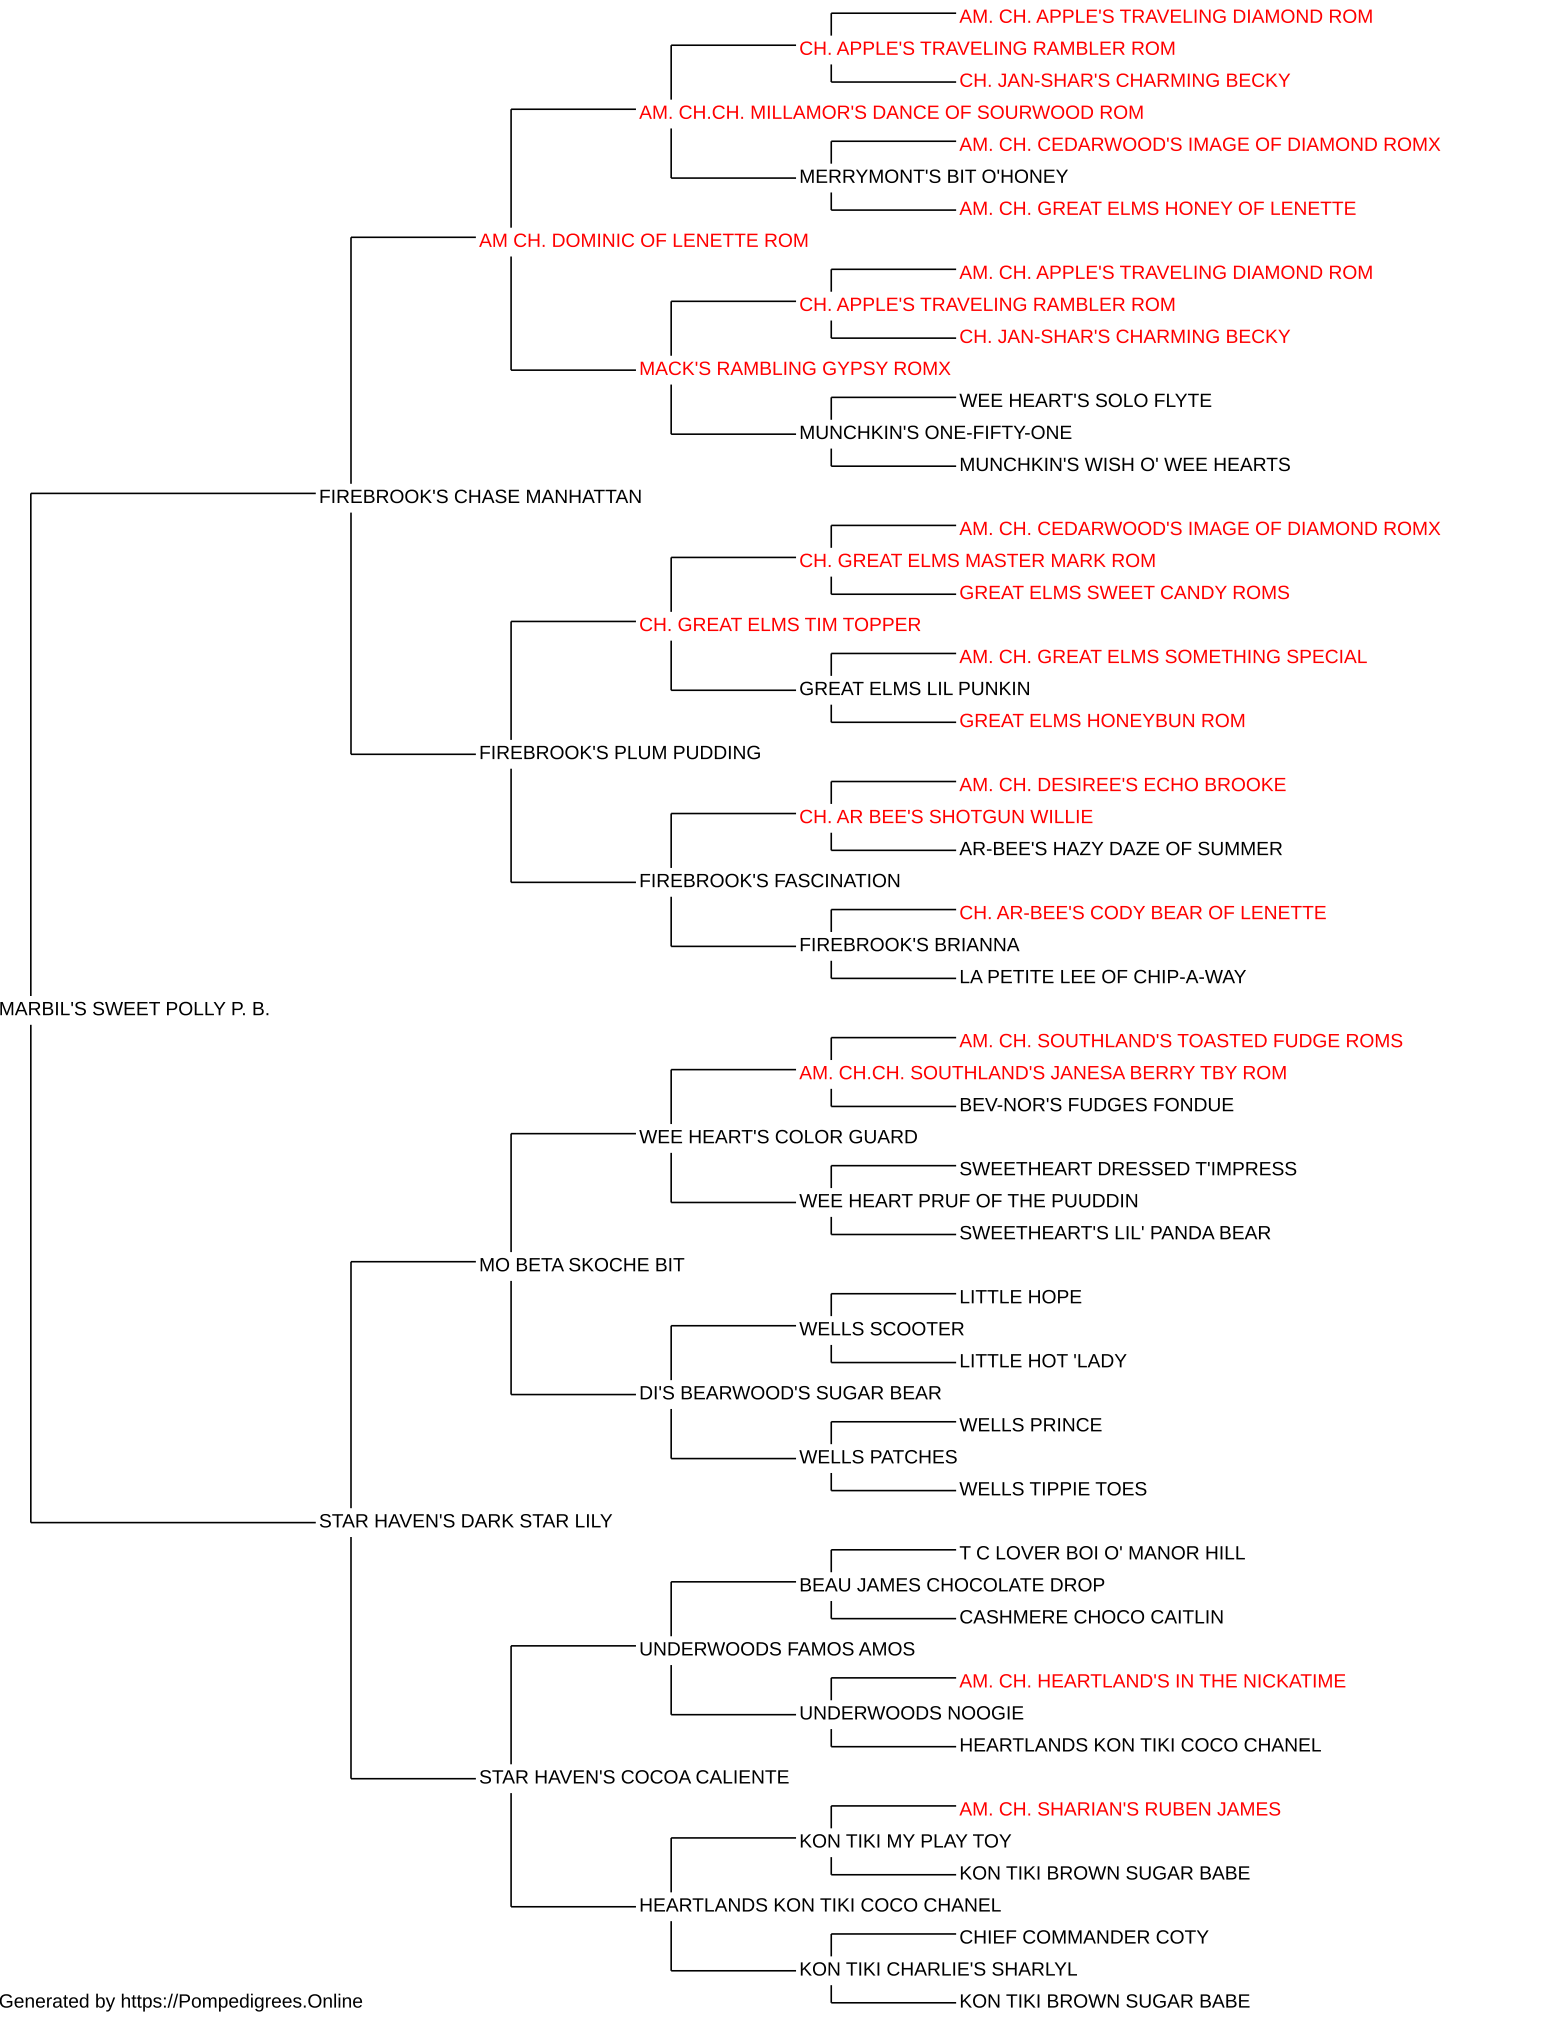 AM. CH. APPLE'S TRAVELING DIAMOND ROM
CH. APPLE'S TRAVELING RAMBLER ROM
CH. JAN-SHAR'S CHARMING BECKY
AM. CH.CH. MILLAMOR'S DANCE OF SOURWOOD ROM
AM. CH. CEDARWOOD'S IMAGE OF DIAMOND ROMX
MERRYMONT'S BIT O'HONEY
AM. CH. GREAT ELMS HONEY OF LENETTE
AM CH. DOMINIC OF LENETTE ROM
AM. CH. APPLE'S TRAVELING DIAMOND ROM
CH. APPLE'S TRAVELING RAMBLER ROM
CH. JAN-SHAR'S CHARMING BECKY
MACK'S RAMBLING GYPSY ROMX
WEE HEART'S SOLO FLYTE
MUNCHKIN'S ONE-FIFTY-ONE
MUNCHKIN'S WISH O' WEE HEARTS
FIREBROOK'S CHASE MANHATTAN
AM. CH. CEDARWOOD'S IMAGE OF DIAMOND ROMX
CH. GREAT ELMS MASTER MARK ROM
GREAT ELMS SWEET CANDY ROMS
CH. GREAT ELMS TIM TOPPER
AM. CH. GREAT ELMS SOMETHING SPECIAL
GREAT ELMS LIL PUNKIN
GREAT ELMS HONEYBUN ROM
FIREBROOK'S PLUM PUDDING
AM. CH. DESIREE'S ECHO BROOKE
CH. AR BEE'S SHOTGUN WILLIE
AR-BEE'S HAZY DAZE OF SUMMER
FIREBROOK'S FASCINATION
CH. AR-BEE'S CODY BEAR OF LENETTE
FIREBROOK'S BRIANNA
LA PETITE LEE OF CHIP-A-WAY
MARBIL'S SWEET POLLY P. B.
AM. CH. SOUTHLAND'S TOASTED FUDGE ROMS
AM. CH.CH. SOUTHLAND'S JANESA BERRY TBY ROM
BEV-NOR'S FUDGES FONDUE
WEE HEART'S COLOR GUARD
SWEETHEART DRESSED T'IMPRESS
WEE HEART PRUF OF THE PUUDDIN
SWEETHEART'S LIL' PANDA BEAR
MO BETA SKOCHE BIT
LITTLE HOPE
WELLS SCOOTER
LITTLE HOT 'LADY
DI'S BEARWOOD'S SUGAR BEAR
WELLS PRINCE
WELLS PATCHES
WELLS TIPPIE TOES
STAR HAVEN'S DARK STAR LILY
T C LOVER BOI O' MANOR HILL
BEAU JAMES CHOCOLATE DROP
CASHMERE CHOCO CAITLIN
UNDERWOODS FAMOS AMOS
AM. CH. HEARTLAND'S IN THE NICKATIME
UNDERWOODS NOOGIE
HEARTLANDS KON TIKI COCO CHANEL
STAR HAVEN'S COCOA CALIENTE
AM. CH. SHARIAN'S RUBEN JAMES
KON TIKI MY PLAY TOY
KON TIKI BROWN SUGAR BABE
HEARTLANDS KON TIKI COCO CHANEL
CHIEF COMMANDER COTY
KON TIKI CHARLIE'S SHARLYL
KON TIKI BROWN SUGAR BABE
Generated by https://Pompedigrees.Online